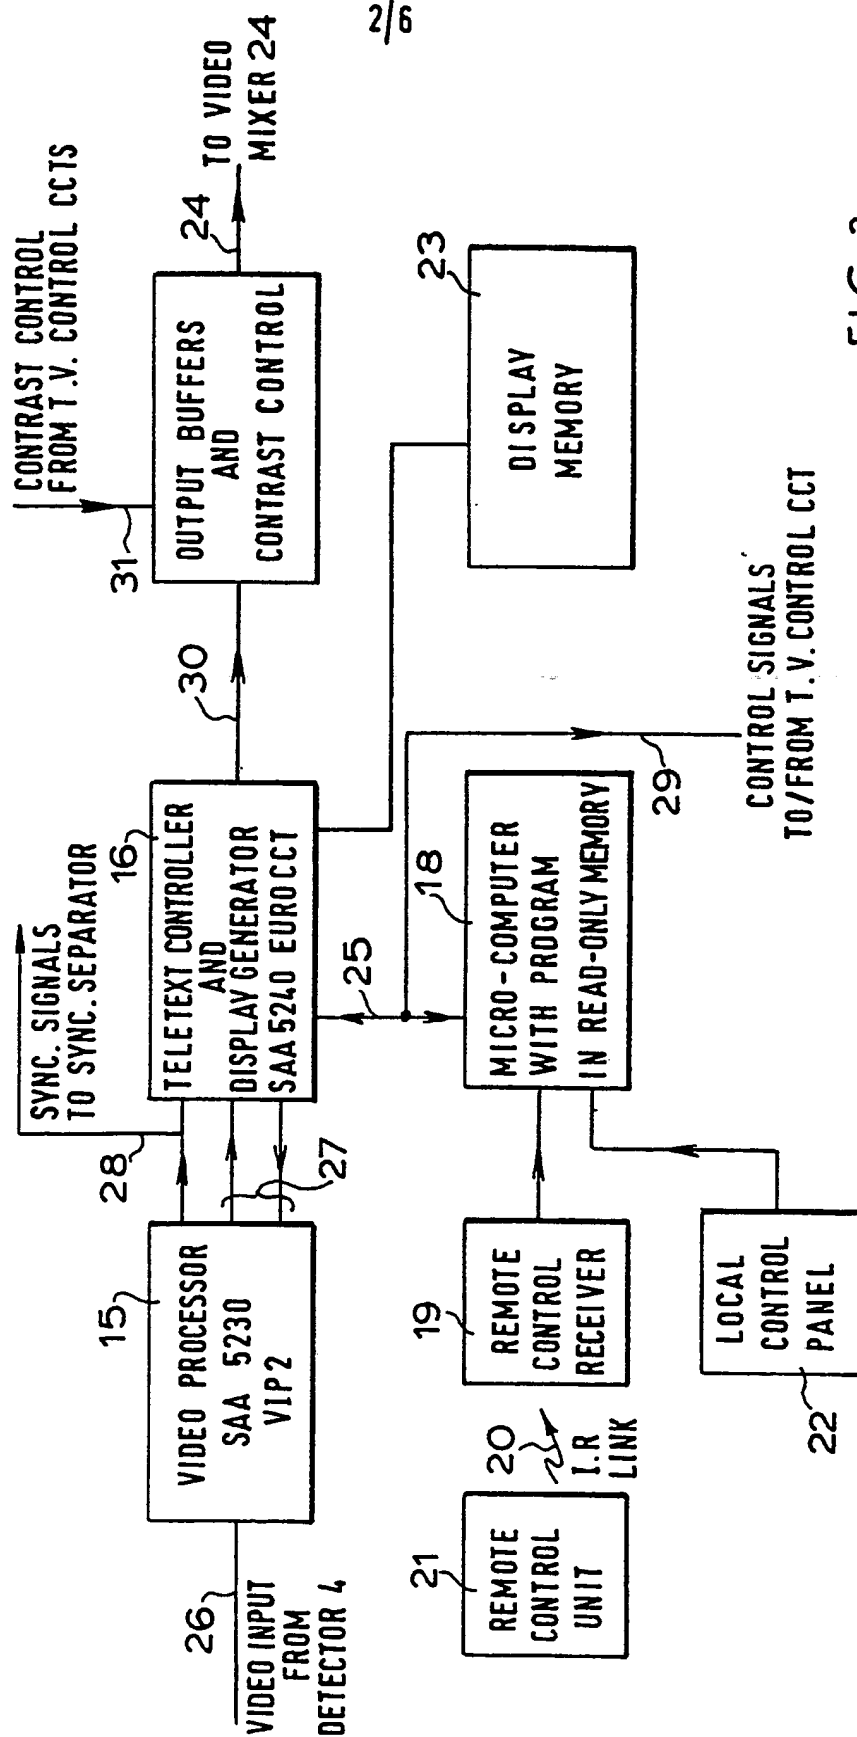 2/6
CONTRAST CONTROL
FROM T.V. CONTROL CCTS
31
OUTPUT BUFFERS
AND
CONTRAST CONTROL
24
TO VIDEO
MIXER 24
SYNC. SIGNALS
TO SYNC. SEPARATOR
28
16
TELETEXT CONTROLLER
AND
DISPLAY GENERATOR
SAA 5240 EURO CCT
30
15
VIDEO PROCESSOR
SAA 5230
VIP2
27
26
VIDEO INPUT
FROM
DETECTOR 4
25
23
DISPLAY
MEMORY
18
MICRO-COMPUTER
WITH PROGRAM
IN READ-ONLY MEMORY
29
CONTROL SIGNALS
TO/FROM T.V. CONTROL CCT
19
REMOTE
CONTROL
RECEIVER
20
I.R
LINK
21
REMOTE
CONTROL
UNIT
LOCAL
CONTROL
PANEL
22